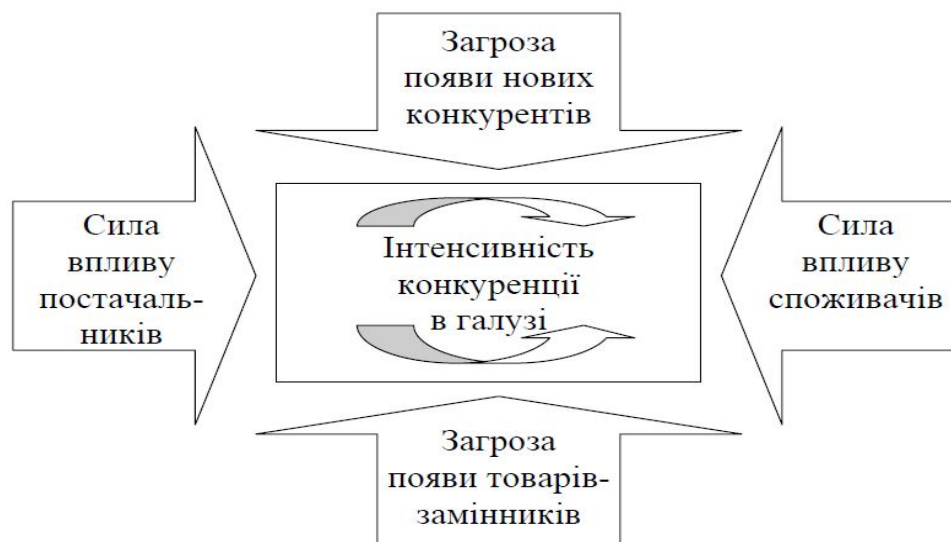 Загроза
появи нових
конкурентів
Сила
впливу
постачаль-
ників
Інтенсивність
конкуренції
в галузі
Сила
впливу
споживачів
Загроза
появи товарів-
замінників